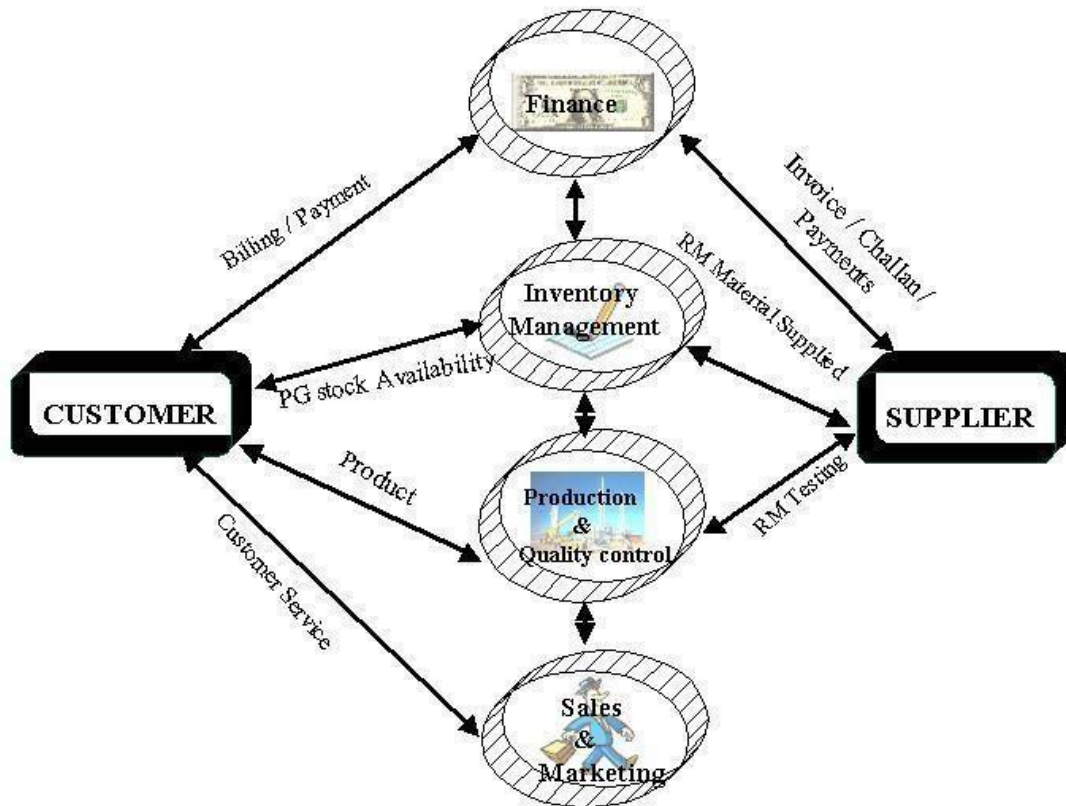 Finance
Billing / Payment
Invoice / Challan /
Payments
Inventory
Management
RM Material Supplied
CUSTOMER
PG stock Availability
SUPPLIER
Product
Production
&
Quality control
RM Testing
Customer Service
Sales
&
Marketing